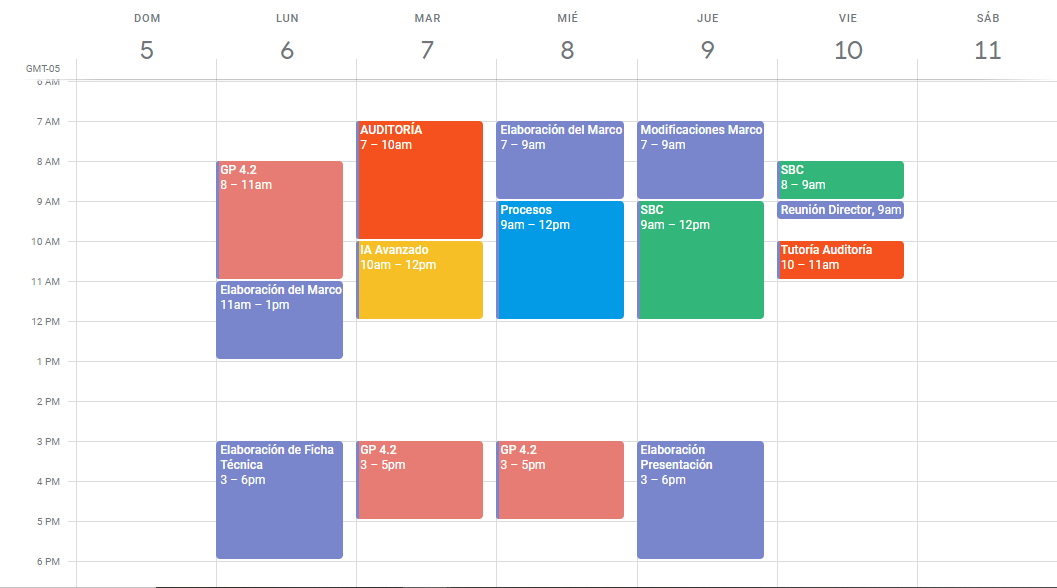 DOM LUN MAR MIÉ JUE VIE SÁB
5 6 7 8 9 10 11
GMT-05
6 AM
7 AM
AUDITORÍA
7 – 10am
Elaboración del Marco
7 – 9am
Modificaciones Marco
7 – 9am
8 AM
GP 4.2
8 – 11am
SBC
8 – 9am
9 AM
Procesos
9am – 12pm
SBC
9am – 12pm
Reunión Director, 9am
10 AM
IA Avanzado
10am – 12pm
Tutoría Auditoría
10 – 11am
11 AM
Elaboración del Marco
11am – 1pm
12 PM
1 PM
2 PM
3 PM
Elaboración de Ficha
Técnica
3 – 6pm
GP 4.2
3 – 5pm
GP 4.2
3 – 5pm
Elaboración
Presentación
3 – 6pm
4 PM
5 PM
6 PM